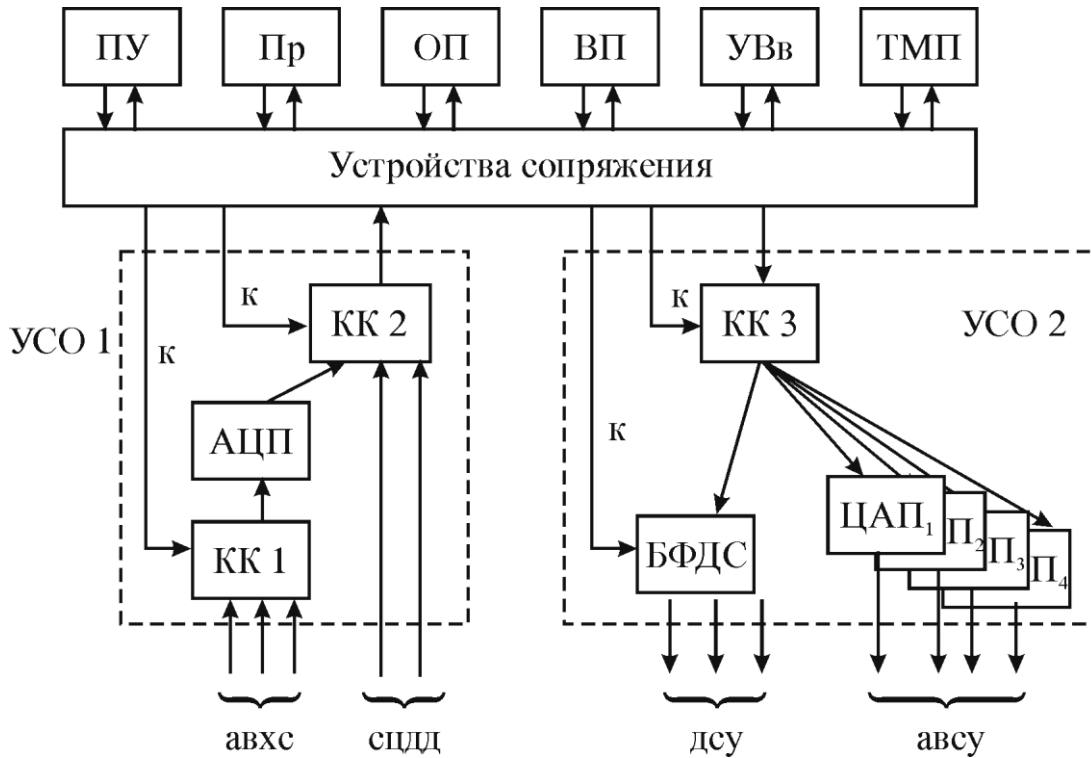 ПУ Пр ОП ВП УВв ТМП
Устройства сопряжения
УСО 1
к
к
КК 2
АЦП
КК 1
к
к
КК 3
УСО 2
БФДС
ЦАП₁
П₂
П₃
П₄
авхс
сцдд
дсу
авсу